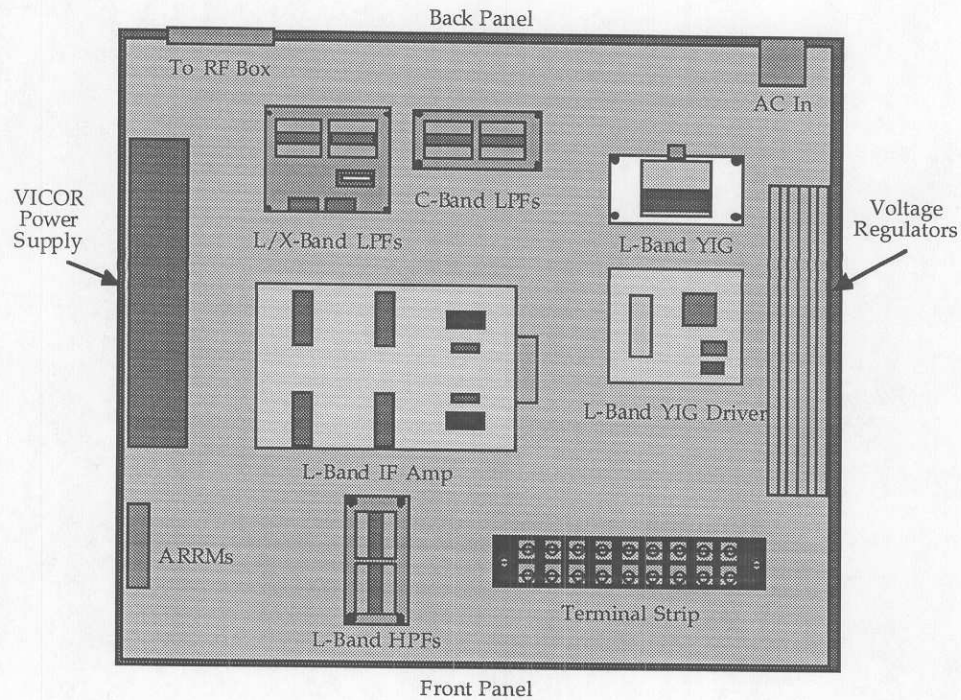 Back Panel
To RF Box
AC In
C-Band LPFs
VICOR
Power
Supply
L/X-Band LPFs
L-Band YIG
Voltage
Regulators
L-Band YIG Driver
L-Band IF Amp
ARRMs
Terminal Strip
L-Band HPFs
Front Panel